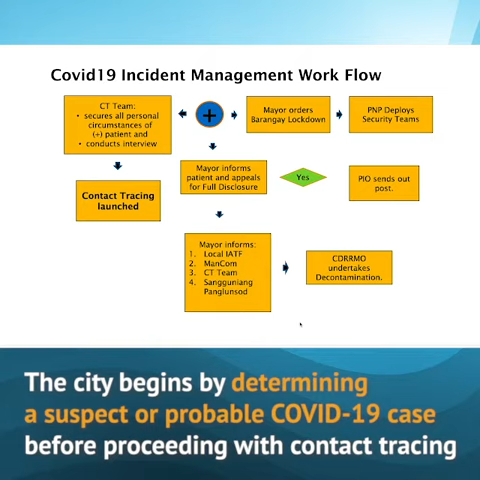 Covid19 Incident Management Work Flow
CT Team:
• secures all personal
circumstances of
(+) patient and
• conducts interview
+
Mayor orders
Barangay Lockdown
PNP Deploys
Security Teams
Contact Tracing
launched
Mayor informs
patient and appeals
for Full Disclosure
Yes
PIO sends out
post.
Mayor informs:
1. Local IATF
2. ManCom
3. CT Team
4. Sangguniang
Panglunsod
CDRRMO
undertakes
Decontamination.
The city begins by determining
a suspect or probable COVID-19 case
before proceeding with contact tracing